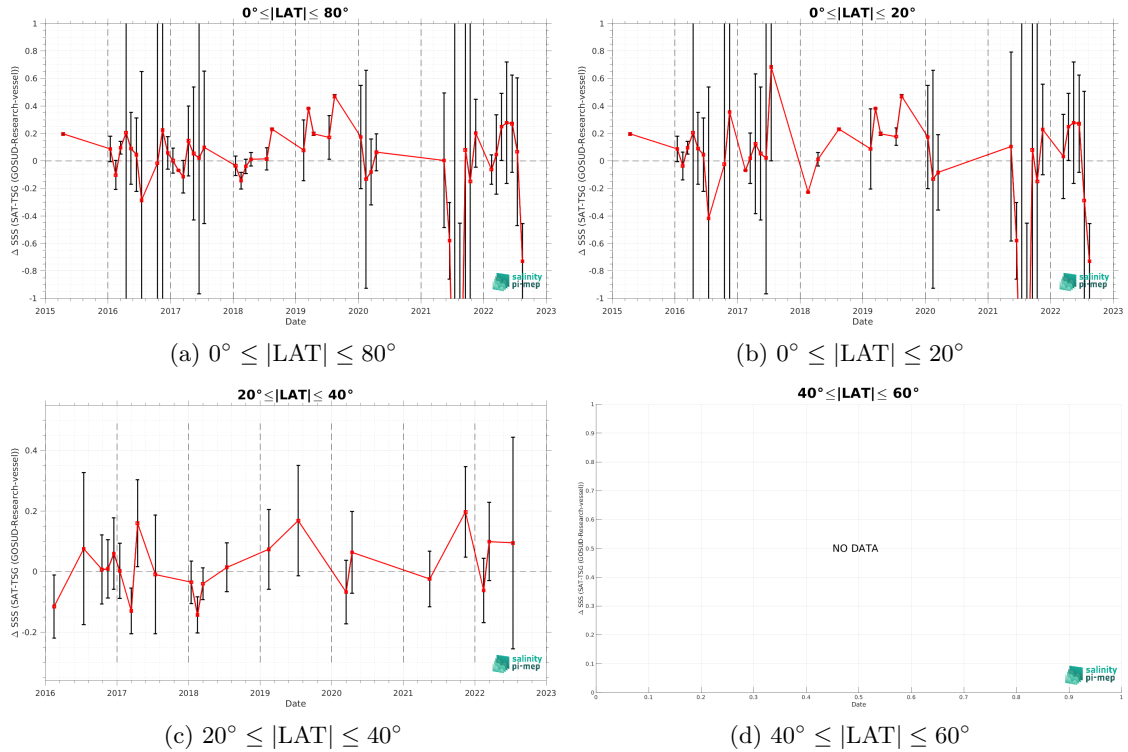 0°≤|LAT|≤ 80°
Δ SSS (SAT-TSG (GOSUD-Research-vessel))
1
0.8
0.6
0.4
0.2
0
-0.2
-0.4
-0.6
-0.8
-1
salinity
pi-mep
2015 2016 2017 2018 2019 2020 2021 2022 2023
Date
(a) 0° ≤ |LAT| ≤ 80°
0°≤|LAT|≤ 20°
Δ SSS (SAT-TSG (GOSUD-Research-vessel))
1
0.8
0.6
0.4
0.2
0
-0.2
-0.4
-0.6
-0.8
-1
salinity
pi-mep
2015 2016 2017 2018 2019 2020 2021 2022 2023
Date
(b) 0° ≤ |LAT| ≤ 20°
20°≤|LAT|≤ 40°
Δ SSS (SAT-TSG (GOSUD-Research-vessel))
0.4
0.2
0
-0.2
salinity
pi-mep
2016 2017 2018 2019 2020 2021 2022 2023
Date
(c) 20° ≤ |LAT| ≤ 40°
40°≤|LAT|≤ 60°
Δ SSS (SAT-TSG (GOSUD-Research-vessel))
1
0.9
0.8
0.7
0.6
0.5
0.4
0.3
0.2
0.1
0
NO DATA
salinity
pi-mep
0 0.1 0.2 0.3 0.4 0.5 0.6 0.7 0.8 0.9 1
Date
(d) 40° ≤ |LAT| ≤ 60°